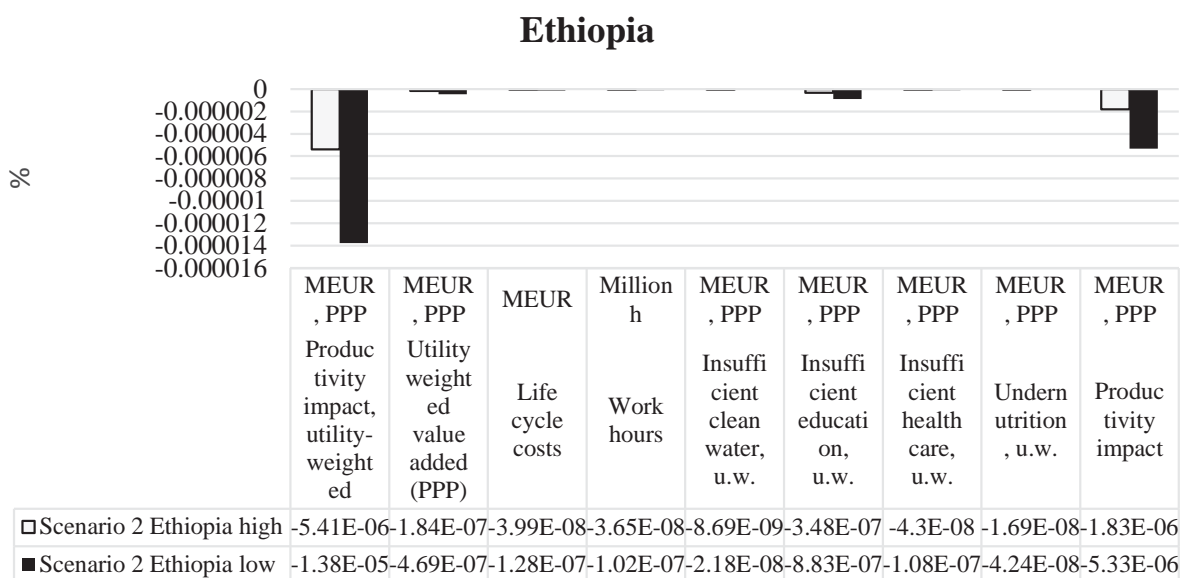 Ethiopia
%
0
-0.000002
-0.000004
-0.000006
-0.000008
-0.00001
-0.000012
-0.000014
-0.000016
MEUR MEUR MEUR Million MEUR MEUR MEUR MEUR MEUR
, PPP , PPP h , PPP , PPP , PPP , PPP , PPP
Produc Utility Life Work Insuffi Insuffi Insuffi Undern Produc
tivity weight cycle hours cient cient cient utrition tivity
impact, ed costs clean educati health , u.w. impact
utility- value water, on, care,
weight added u.w. u.w. u.w.
ed (PPP)
Scenario 2 Ethiopia high -5.41E-06 -1.84E-07 -3.99E-08 -3.65E-08 -8.69E-09 -3.48E-07 -4.3E-08 -1.69E-08 -1.83E-06
Scenario 2 Ethiopia low -1.38E-05 -4.69E-07 -1.28E-07 -1.02E-07 -2.18E-08 -8.83E-07 -1.08E-07 -4.24E-08 -5.33E-06